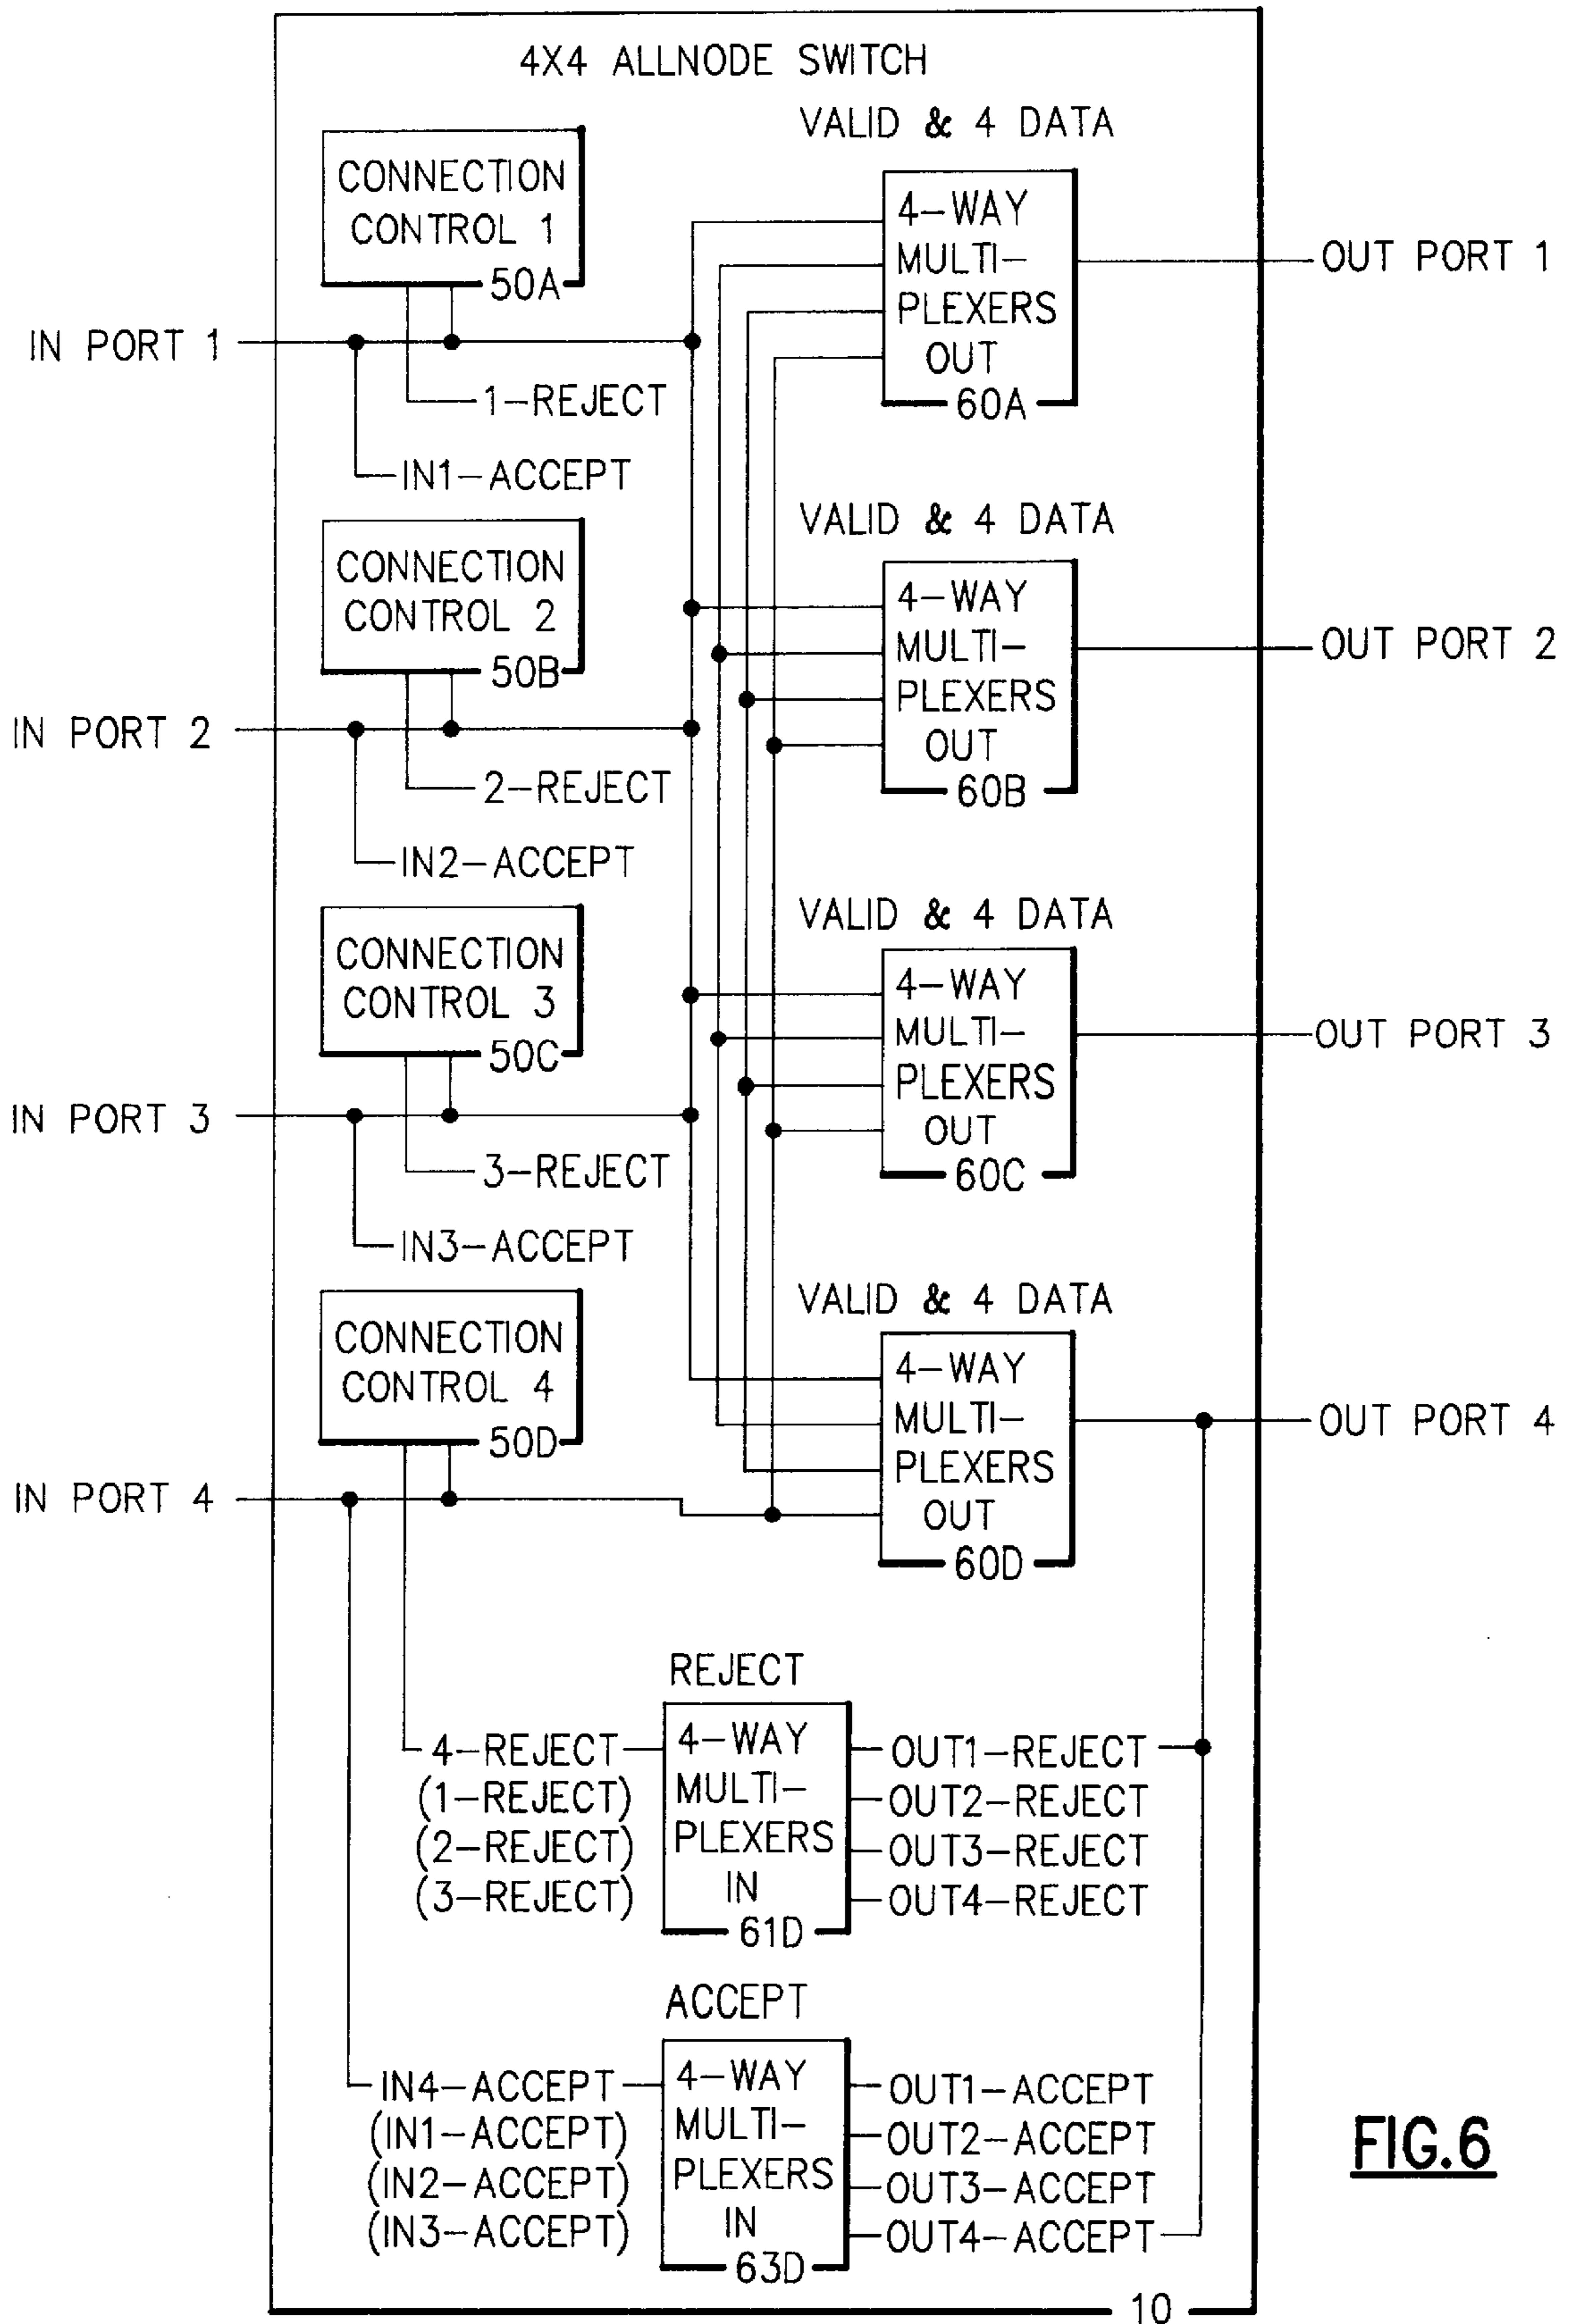 4X4 ALLNODE SWITCH
VALID & 4 DATA
CONNECTION
CONTROL 1
50A
4-WAY
MULTI-
PLEXERS
OUT
60A
OUT PORT 1
IN PORT 1
1-REJECT
IN1-ACCEPT
VALID & 4 DATA
CONNECTION
CONTROL 2
50B
4-WAY
MULTI-
PLEXERS
OUT
60B
OUT PORT 2
IN PORT 2
2-REJECT
IN2-ACCEPT
VALID & 4 DATA
CONNECTION
CONTROL 3
50C
4-WAY
MULTI-
PLEXERS
OUT
60C
OUT PORT 3
IN PORT 3
3-REJECT
IN3-ACCEPT
VALID & 4 DATA
CONNECTION
CONTROL 4
50D
4-WAY
MULTI-
PLEXERS
OUT
60D
OUT PORT 4
IN PORT 4
REJECT
4-REJECT
(1-REJECT)
(2-REJECT)
(3-REJECT)
4-WAY
MULTI-
PLEXERS
IN
61D
OUT1-REJECT
OUT2-REJECT
OUT3-REJECT
OUT4-REJECT
ACCEPT
IN4-ACCEPT
(IN1-ACCEPT)
(IN2-ACCEPT)
(IN3-ACCEPT)
4-WAY
MULTI-
PLEXERS
IN
63D
OUT1-ACCEPT
OUT2-ACCEPT
OUT3-ACCEPT
OUT4-ACCEPT
10
FIG.6